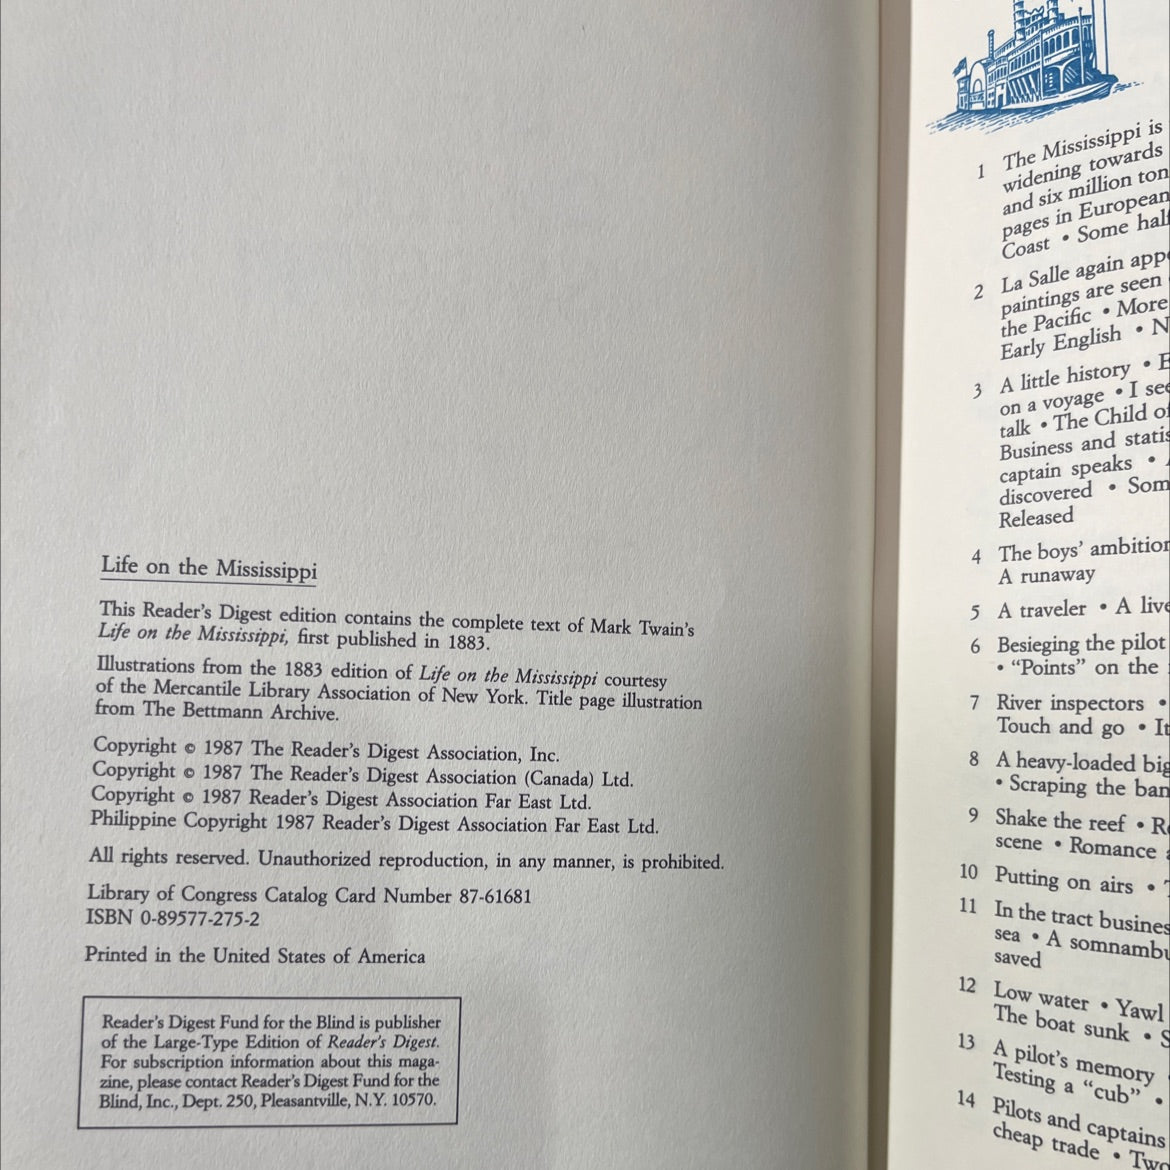 Life on the Mississippi
This Reader's Digest edition contains the complete text of Mark Twain's
Life on the Mississippi, first published in 1883.
Illustrations from the 1883 edition of Life on the Mississippi courtesy
of the Mercantile Library Association of New York. Title page illustration
from The Bettmann Archive.
Copyright © 1987 The Reader's Digest Association, Inc.
Copyright © 1987 The Reader's Digest Association (Canada) Ltd.
Copyright © 1987 Reader's Digest Association Far East Ltd.
Philippine Copyright 1987 Reader's Digest Association Far East Ltd.
All rights reserved. Unauthorized reproduction, in any manner, is prohibited.
Library of Congress Catalog Card Number 87-61681
ISBN 0-89577-275-2
Printed in the United States of America
Reader's Digest Fund for the Blind is publisher
of the Large-Type Edition of Reader's Digest.
For subscription information about this maga-
zine, please contact Reader's Digest Fund for the
Blind, Inc., Dept. 250, Pleasantville, N.Y. 10570.
1 The Mississippi is
widening towards
and six million ton
pages in European
Coast • Some half
2 La Salle again
paintings are seen
the Pacific • More
Early English •
3 A little history •
on a voyage • I see
talk • The Child of
Business and
captain speaks •
discovered • Som
Released
4 The boys' ambition
A runaway
5 A traveler • A live
6 Besieging the pilot
• "Points" on the
7 River inspectors •
Touch and go • It
8 A heavy-loaded big
• Scraping the ban
9 Shake the reef •
scene • Romance
10 Putting on airs •
11 In the tract busines
sea • A somnambu
saved
12 Low water • Yawl
The boat sunk •
13 A pilot's memory
Testing a "cub" •
14 Pilots and captains
cheap trade • Two